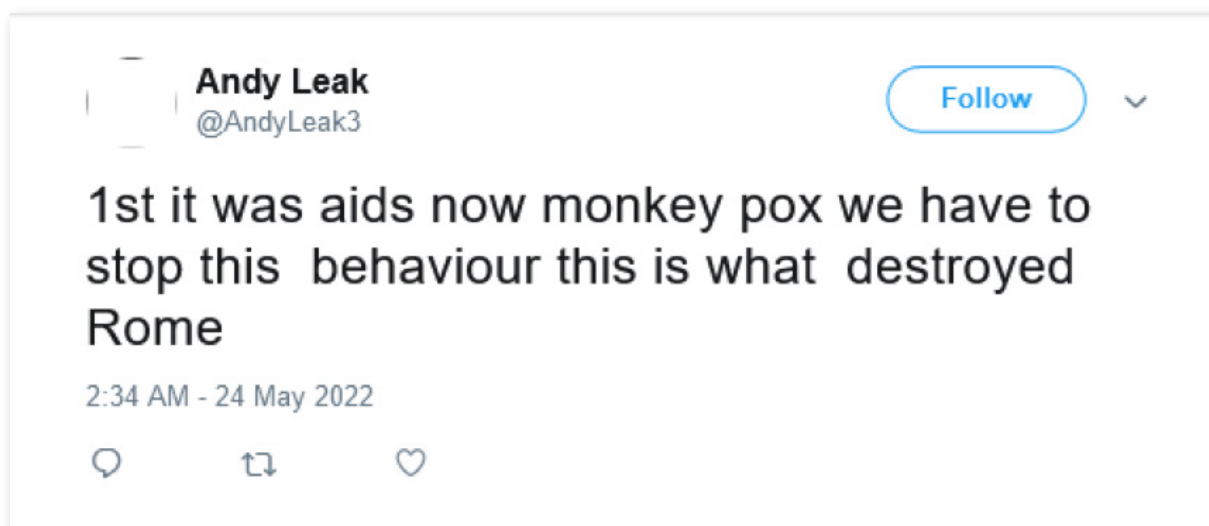 Andy Leak
Follow
@AndyLeak3
1st it was aids now monkey pox we have to
stop this  behaviour this is what  destroyed
Rome
2:34 AM - 24 May 2022